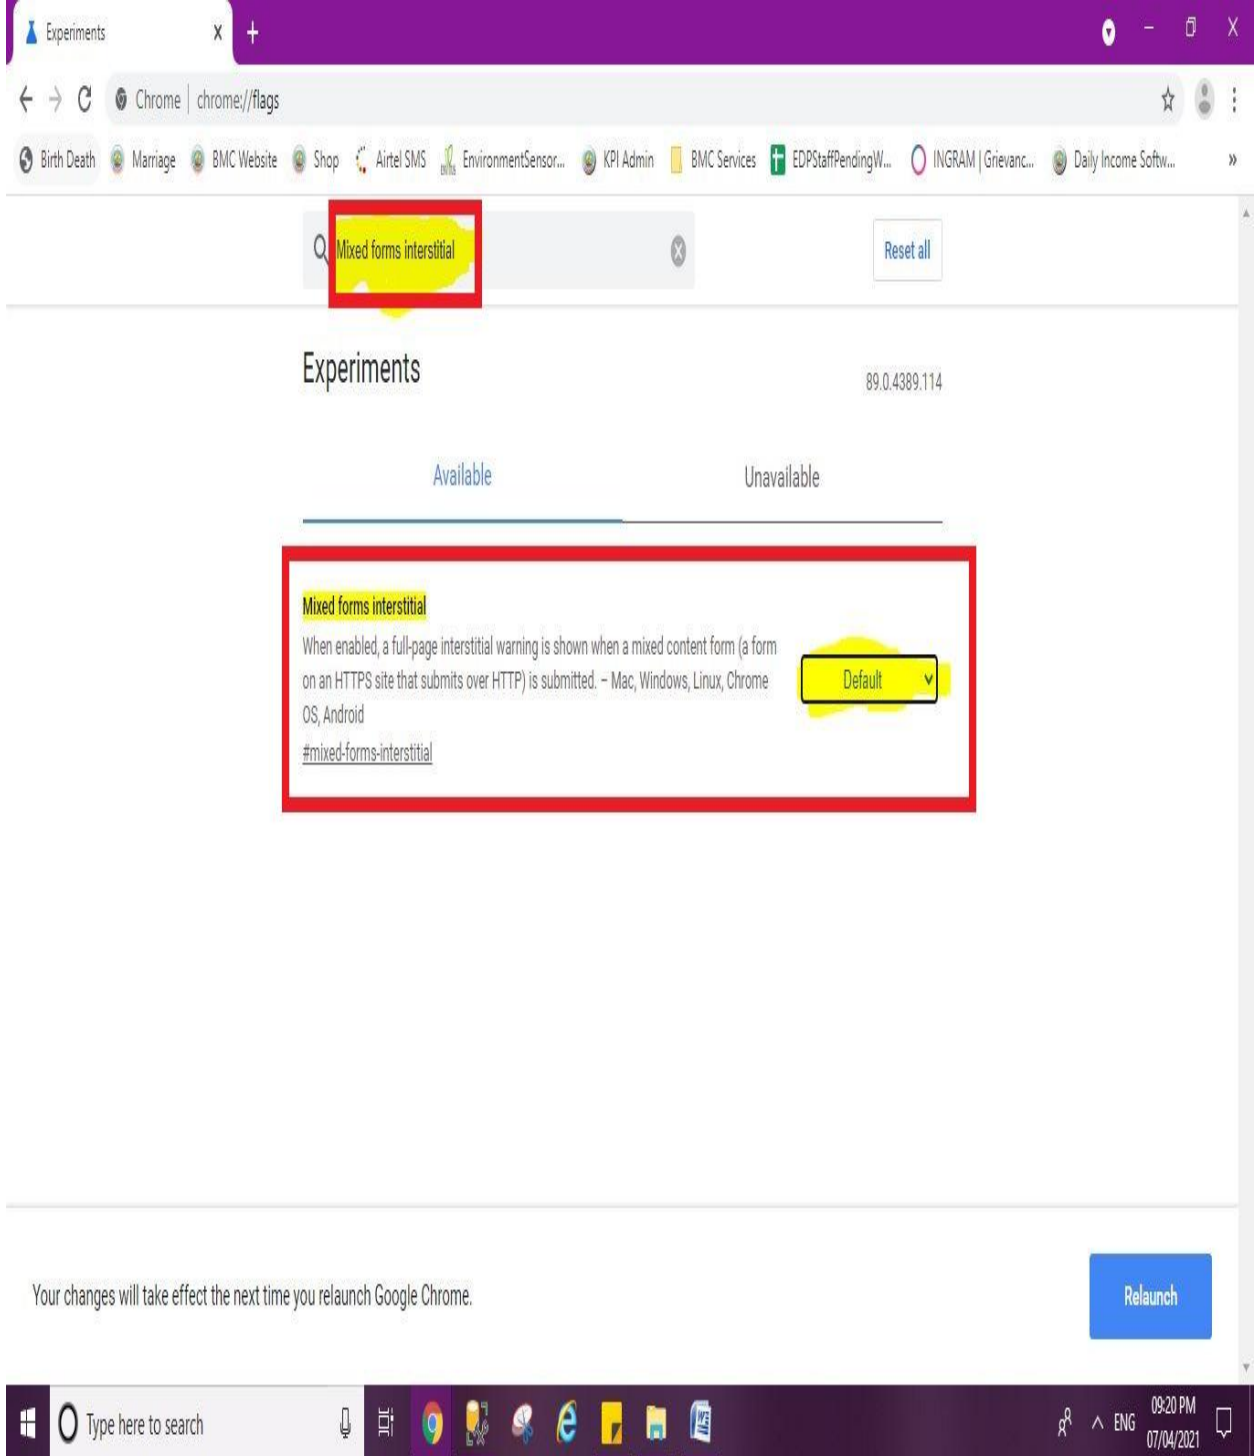 Experiments
Chrome | chrome://flags
Birth Death Marriage BMC Website Shop Airtel SMS EnvironmentSensor... KPI Admin BMC Services EDPStaffPendingW... INGRAM | Grievanc... Daily Income Softw... »
Mixed forms interstitial
Reset all
Experiments
89.0.4389.114
Available
Unavailable
Mixed forms interstitial
When enabled, a full-page interstitial warning is shown when a mixed content form (a form
on an HTTPS site that submits over HTTP) is submitted. – Mac, Windows, Linux, Chrome
OS, Android
#mixed-forms-interstitial
Default
Your changes will take effect the next time you relaunch Google Chrome.
Relaunch
Type here to search
ENG
09:20 PM
07/04/2021